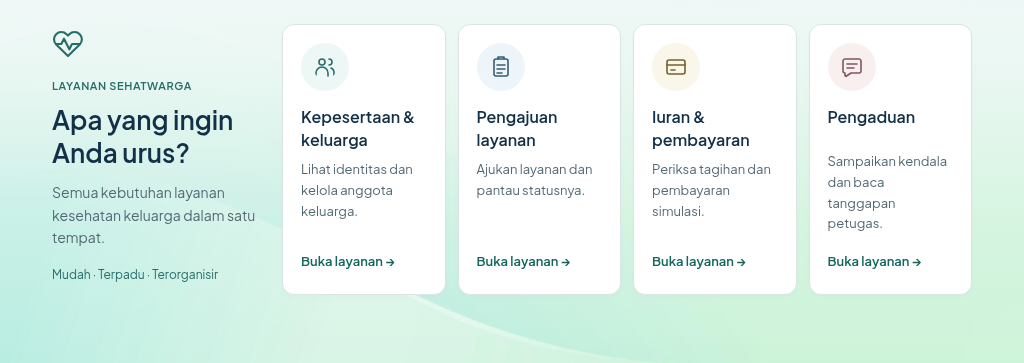 LAYANAN SEHATWARGA
Apa yang ingin
Anda urus?
Semua kebutuhan layanan
kesehatan keluarga dalam satu
tempat.
Mudah · Terpadu · Terorganisir
Kepesertaan &
keluarga
Lihat identitas dan
kelola anggota
keluarga.
Buka layanan →
Pengajuan
layanan
Ajukan layanan dan
pantau statusnya.
Buka layanan →
Iuran &
pembayaran
Periksa tagihan dan
pembayaran
simulasi.
Buka layanan →
Pengaduan
Sampaikan kendala
dan baca
tanggapan
petugas.
Buka layanan →